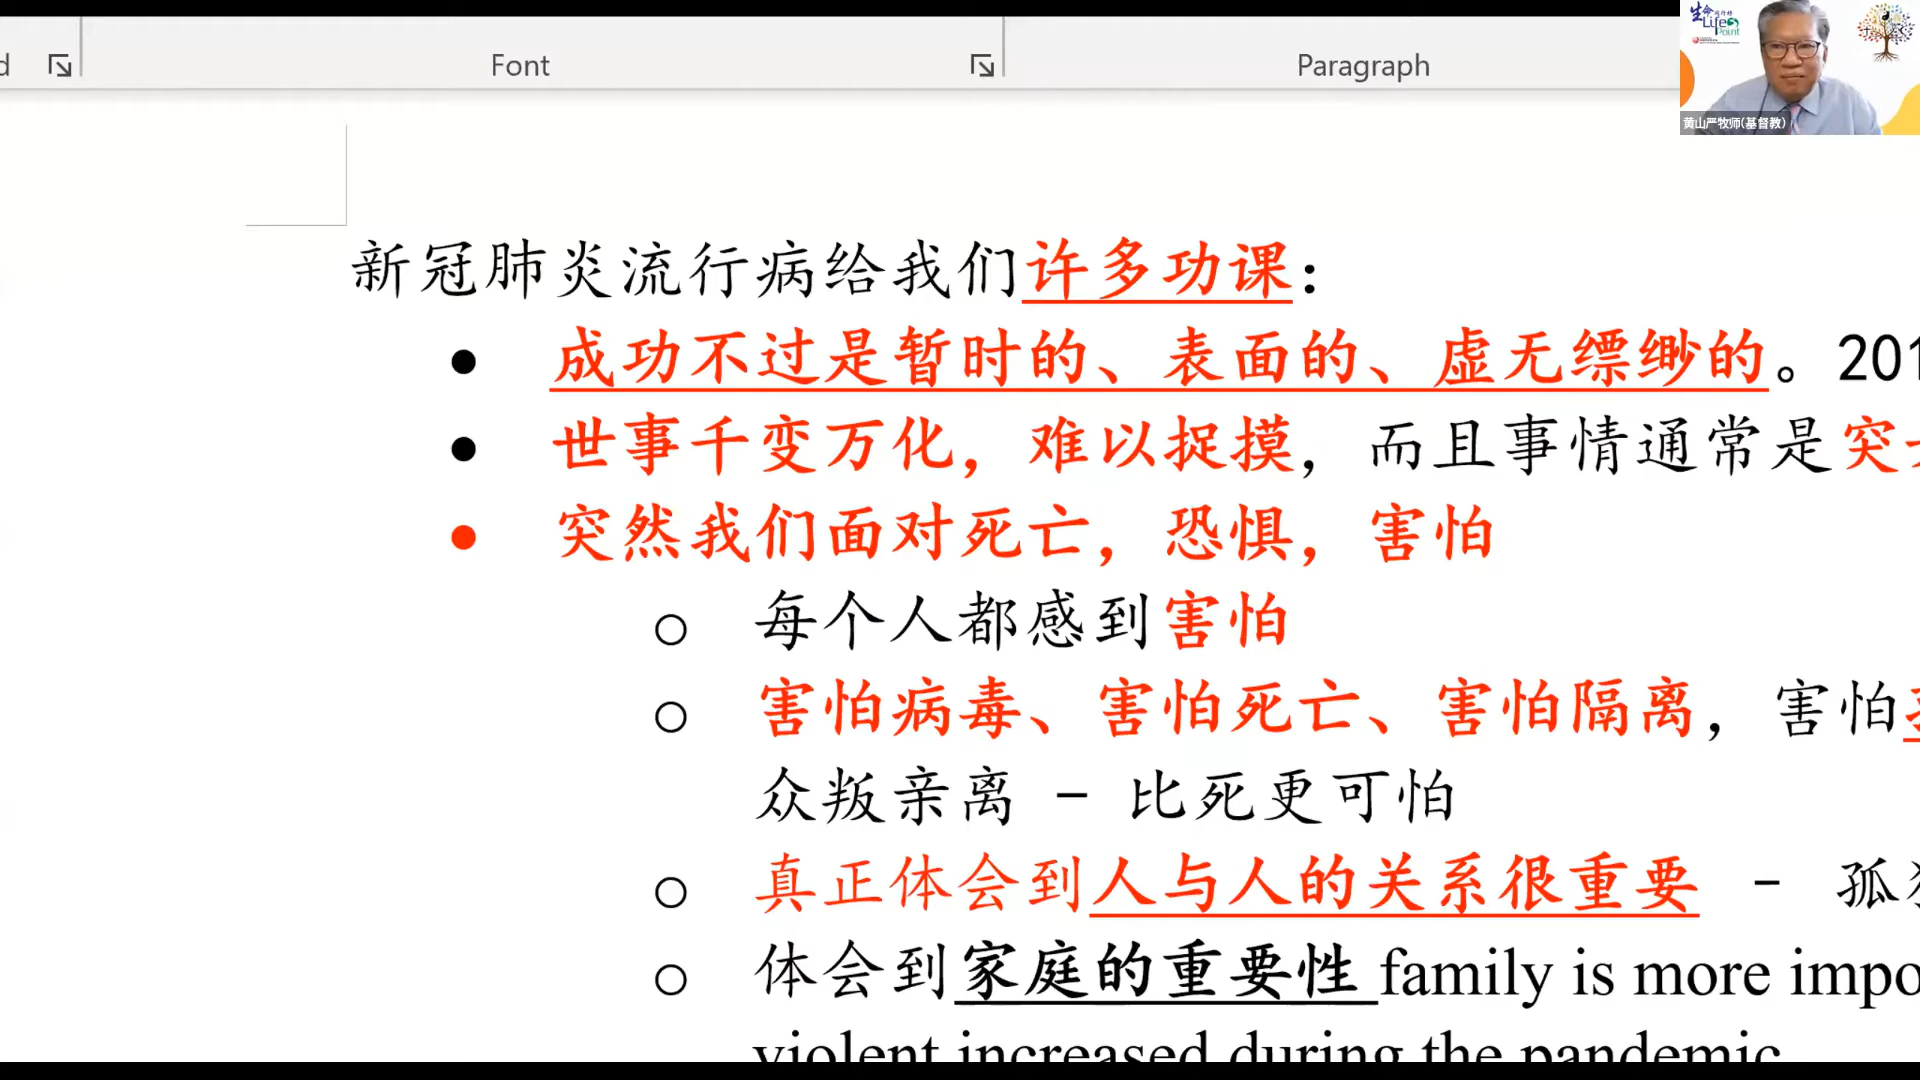 Font
Paragraph
生命
Life
Point
黄山严牧师(基督教)
新冠肺炎流行病给我们许多功课：
● 成功不过是暂时的、表面的、虚无缥缈的。201
● 世事千变万化，难以捉摸，而且事情通常是突
● 突然我们面对死亡，恐惧，害怕
○ 每个人都感到害怕
○ 害怕病毒、害怕死亡、害怕隔离，害怕
众叛亲离 - 比死更可怕
○ 真正体会到人与人的关系很重要 - 孤
○ 体会到家庭的重要性 family is more impo
violent increased during the pandemic